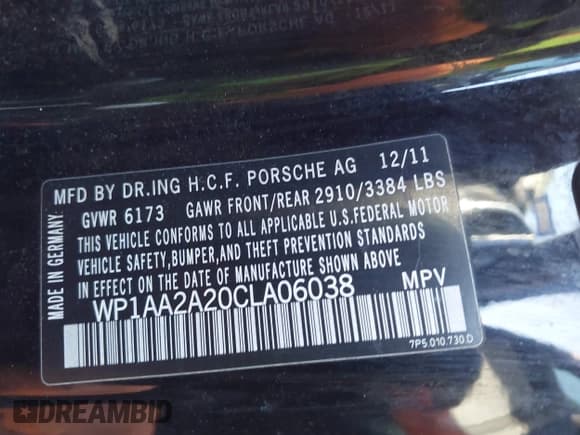 MFD BY DR.ING H.C.F. PORSCHE AG 12/11
GVWR 6173 GAWR FRONT/REAR 2910/3384 LBS
THIS VEHICLE CONFORMS TO ALL APPLICABLE U.S.FEDERAL MOTOR
VEHICLE SAFETY,BUMPER,AND THEFT PREVENTION STANDARDS
IN EFFECT ON THE DATE OF MANUFACTURE SHOWN ABOVE
WP1AA2A20CLA06038 MPV
7P5.010.730.D
MADE IN GERMANY:
DREAMBID